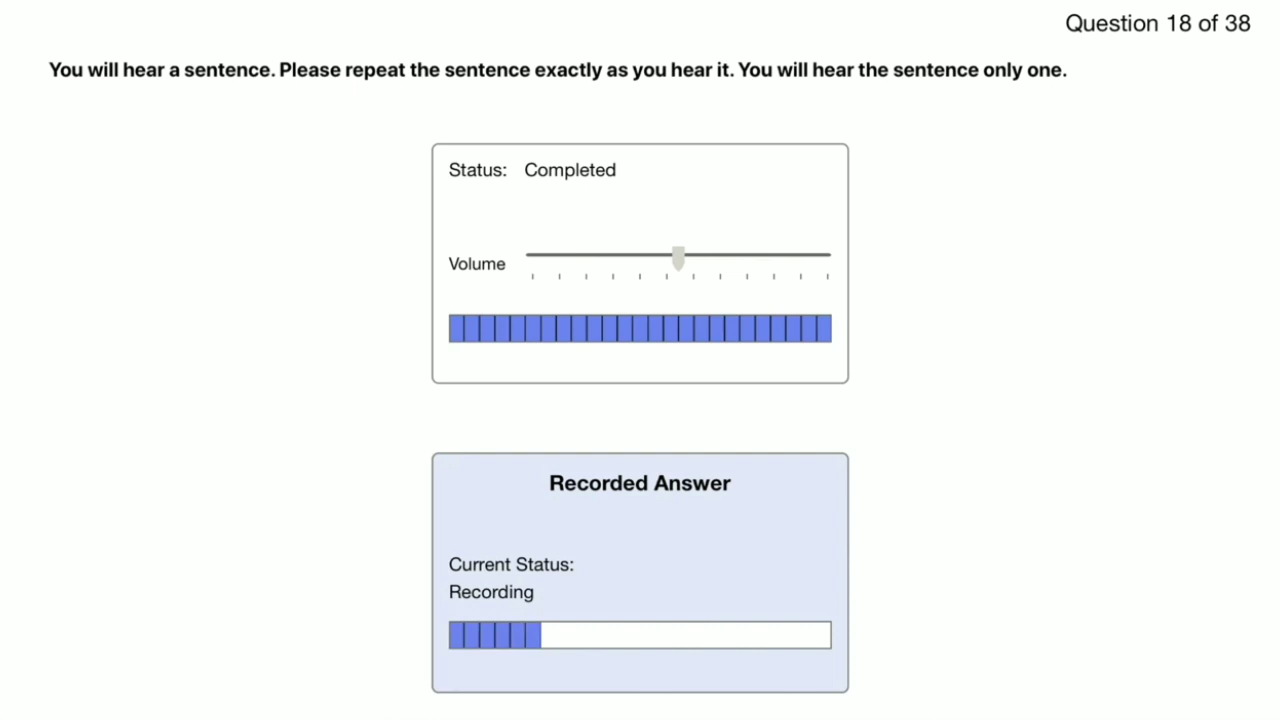 Question 18 of 38
You will hear a sentence. Please repeat the sentence exactly as you hear it. You will hear the sentence only one.
Status: Completed
Volume
Recorded Answer
Current Status:
Recording